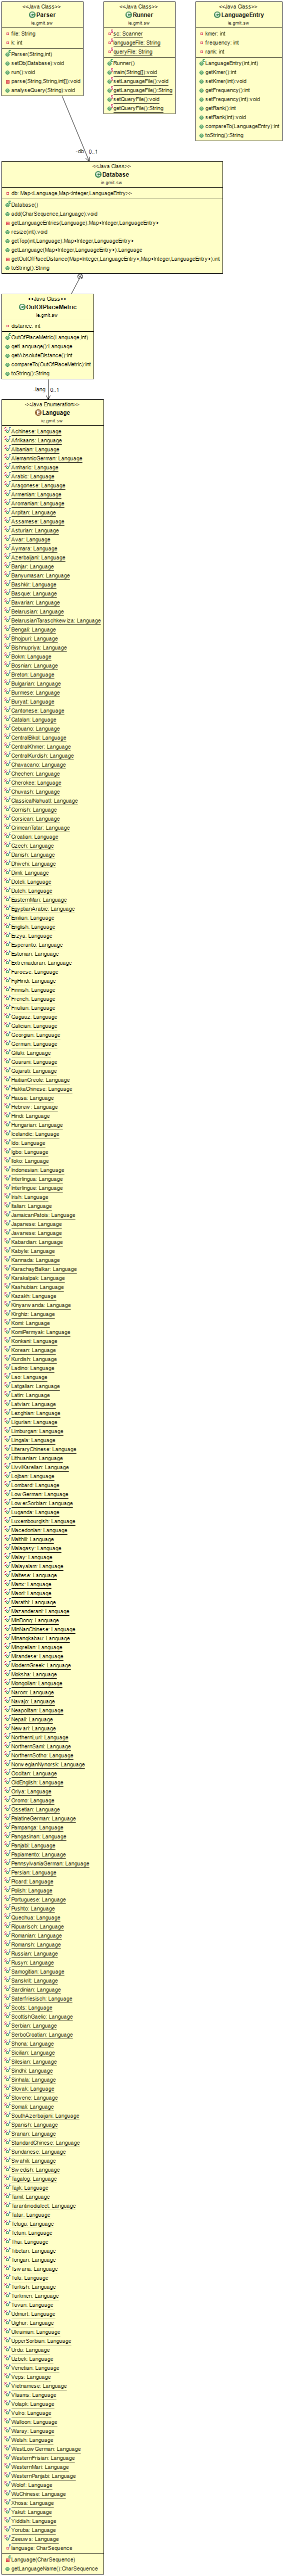 <<Java Class>>
Parser
ie.gmit.sw
file: String
k: int
Parser(String,int)
setDb(Database):void
run():void
parse(String,String,int[]):void
analyseQuery(String):void
<<Java Class>>
Runner
ie.gmit.sw
sc: Scanner
languageFile: String
queryFile: String
Runner()
main(String[]):void
setLanguageFile():void
getLanguageFile():String
setQueryFile():void
getQueryFile():String
<<Java Class>>
LanguageEntry
ie.gmit.sw
kmer: int
frequency: int
rank: int
LanguageEntry(int,int)
getKmer():int
setKmer(int):void
getFrequency():int
setFrequency(int):void
getRank():int
setRank(int):void
compareTo(LanguageEntry):int
toString():String
-db 0..1
<<Java Class>>
Database
ie.gmit.sw
db: Map<Language,Map<Integer,LanguageEntry>>
Database()
add(CharSequence,Language):void
getLanguageEntries(Language):Map<Integer,LanguageEntry>
resize(int):void
getTop(int,Language):Map<Integer,LanguageEntry>
getLanguage(Map<Integer,LanguageEntry>):Language
getOutOfPlaceDistance(Map<Integer,LanguageEntry>,Map<Integer,LanguageEntry>):int
toString():String
<<Java Class>>
OutOfPlaceMetric
ie.gmit.sw
distance: int
OutOfPlaceMetric(Language,int)
getLanguage():Language
getAbsoluteDistance():int
compareTo(OutOfPlaceMetric):int
toString():String
-lang 0..1
<<Java Enumeration>>
Language
ie.gmit.sw
Achinese: Language
Afrikaans: Language
Albanian: Language
AlemannicGerman: Language
Amharic: Language
Arabic: Language
Aragonese: Language
Armenian: Language
Aromanian: Language
Arpitan: Language
Assamese: Language
Asturian: Language
Avar: Language
Aymara: Language
Azerbaijani: Language
Banjar: Language
Banyumasan: Language
Bashkir: Language
Basque: Language
Bavarian: Language
Belarusian: Language
BelarusianTaraschkewiza: Language
Bengali: Language
Bhojpuri: Language
Bishnupriya: Language
Bokm: Language
Bosnian: Language
Breton: Language
Bulgarian: Language
Burmese: Language
Buryat: Language
Cantonese: Language
Catalan: Language
Cebuano: Language
CentralBikol: Language
CentralKhmer: Language
CentralKurdish: Language
Chavacano: Language
Chechen: Language
Cherokee: Language
Chuvash: Language
ClassicalNahuatl: Language
Cornish: Language
Corsican: Language
CrimeanTatar: Language
Croatian: Language
Czech: Language
Danish: Language
Dhivehi: Language
Dimli: Language
Doteli: Language
Dutch: Language
EasternMari: Language
EgyptianArabic: Language
Emilian: Language
English: Language
Erzya: Language
Esperanto: Language
Estonian: Language
Extremaduran: Language
Faroese: Language
FijiHindi: Language
Finnish: Language
French: Language
Friulian: Language
Gagauz: Language
Galician: Language
Georgian: Language
German: Language
Gilaki: Language
Guarani: Language
Gujarati: Language
HaitianCreole: Language
HakkaChinese: Language
Hausa: Language
Hebrew: Language
Hindi: Language
Hungarian: Language
Icelandic: Language
Ido: Language
Igbo: Language
Iloko: Language
Indonesian: Language
Interlingua: Language
Interlingue: Language
Irish: Language
Italian: Language
JamaicanPatois: Language
Japanese: Language
Javanese: Language
Kabardian: Language
Kabyle: Language
Kannada: Language
KarachayBalkar: Language
Karakalpak: Language
Kashubian: Language
Kazakh: Language
Kinyarwanda: Language
Kirghiz: Language
Komi: Language
KomiPermyak: Language
Konkani: Language
Korean: Language
Kurdish: Language
Ladino: Language
Lao: Language
Latgalian: Language
Latin: Language
Latvian: Language
Lezghian: Language
Ligurian: Language
Limburgan: Language
Lingala: Language
LiteraryChinese: Language
Lithuanian: Language
LivviKarelian: Language
Lojban: Language
Lombard: Language
LowGerman: Language
LowerSorbian: Language
Luganda: Language
Luxembourgish: Language
Macedonian: Language
Maithili: Language
Malagasy: Language
Malay: Language
Malayalam: Language
Maltese: Language
Manx: Language
Maori: Language
Marathi: Language
Mazanderani: Language
MinDong: Language
MinNanChinese: Language
Minangkabau: Language
Mingrelian: Language
Mirandese: Language
ModernGreek: Language
Moksha: Language
Mongolian: Language
Narom: Language
Navajo: Language
Neapolitan: Language
Nepali: Language
Newari: Language
NorthernLuri: Language
NorthernSami: Language
NorthernSotho: Language
NorwegianNynorsk: Language
Occitan: Language
OldEnglish: Language
Oriya: Language
Oromo: Language
Ossetian: Language
PalatineGerman: Language
Pampanga: Language
Pangasinan: Language
Panjabi: Language
Papiamento: Language
PennsylvaniaGerman: Language
Persian: Language
Picard: Language
Polish: Language
Portuguese: Language
Pushto: Language
Quechua: Language
Ripuarisch: Language
Romanian: Language
Romansh: Language
Russian: Language
Rusyn: Language
Samogitian: Language
Sanskrit: Language
Sardinian: Language
Saterfriesisch: Language
Scots: Language
ScottishGaelic: Language
Serbian: Language
SerboCroatian: Language
Shona: Language
Sicilian: Language
Silesian: Language
Sindhi: Language
Sinhala: Language
Slovak: Language
Slovene: Language
Somali: Language
SouthAzerbaijani: Language
Spanish: Language
Sranan: Language
StandardChinese: Language
Sundanese: Language
Swahili: Language
Swedish: Language
Tagalog: Language
Tajik: Language
Tamil: Language
Tarantinodialect: Language
Tatar: Language
Telugu: Language
Tetum: Language
Thai: Language
Tibetan: Language
Tongan: Language
Tswana: Language
Tulu: Language
Turkish: Language
Turkmen: Language
Tuvan: Language
Udmurt: Language
Uighur: Language
Ukrainian: Language
UpperSorbian: Language
Urdu: Language
Uzbek: Language
Venetian: Language
Veps: Language
Vietnamese: Language
Vlaams: Language
Volapk: Language
Vulro: Language
Walloon: Language
Waray: Language
Welsh: Language
WestLowGerman: Language
WesternFrisian: Language
WesternMari: Language
WesternPanjabi: Language
Wolof: Language
WuChinese: Language
Xhosa: Language
Yakut: Language
Yiddish: Language
Yoruba: Language
Zeeuws: Language
language: CharSequence
Language(CharSequence)
getLanguageName():CharSequence